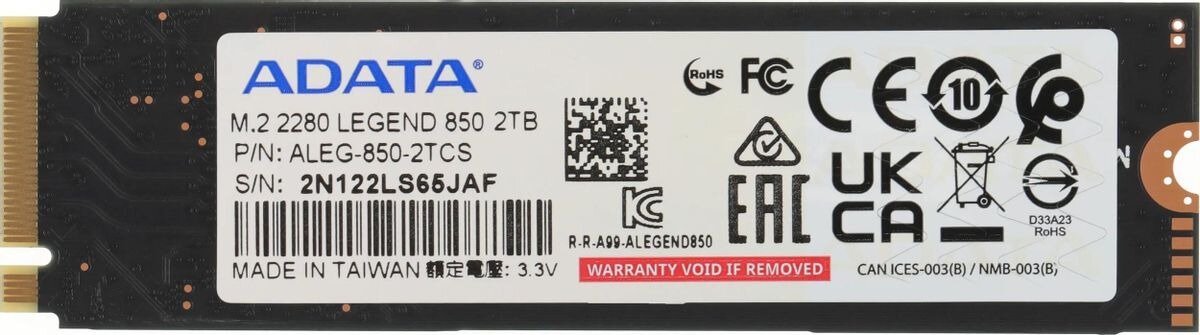 ADATA®
M.2 2280 LEGEND 850 2TB
P/N: ALEG-850-2TCS
S/N: 2N122LS65JAF
MADE IN TAIWAN 額定電壓: 3.3V
R-R-A99-ALEGEND850
WARRANTY VOID IF REMOVED
RoHS
FC
CE
10
EAC
UK
CA
D33A23
RoHS
CAN ICES-003(B) / NMB-003(B)